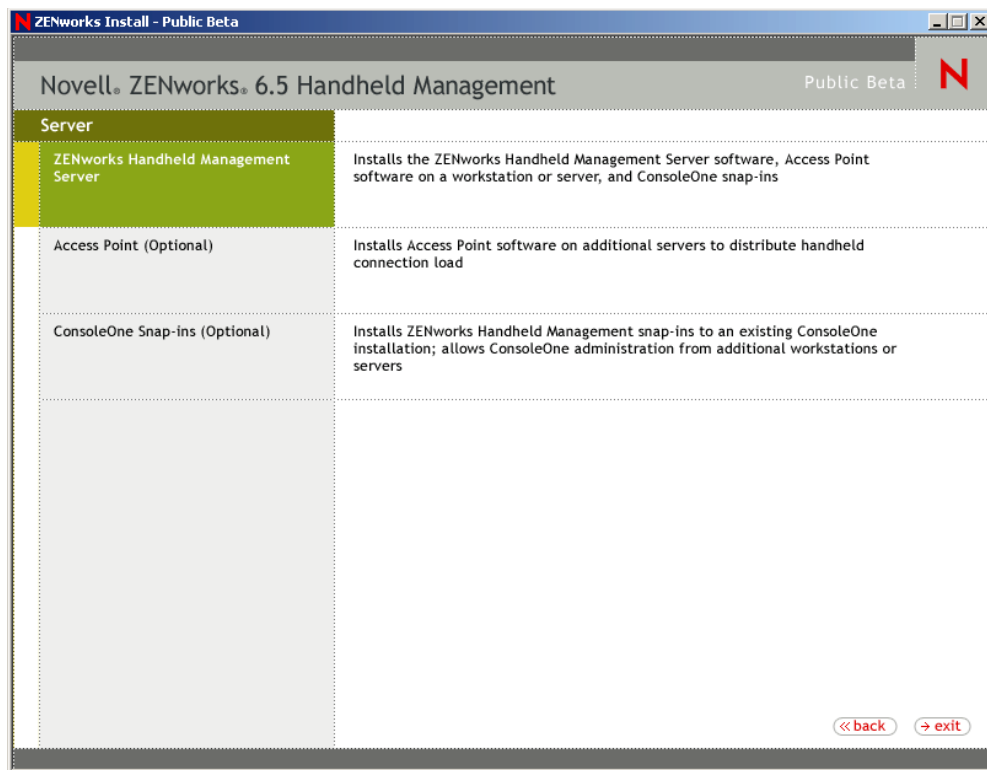 N ZENworks Install - Public Beta
Novell® ZENworks® 6.5 Handheld Management
Public Beta
N
Server
ZENworks Handheld Management
Server
Installs the ZENworks Handheld Management Server software, Access Point
software on a workstation or server, and ConsoleOne snap-ins
Access Point (Optional)
Installs Access Point software on additional servers to distribute handheld
connection load
ConsoleOne Snap-ins (Optional)
Installs ZENworks Handheld Management snap-ins to an existing ConsoleOne
installation; allows ConsoleOne administration from additional workstations or
servers
« back
→ exit